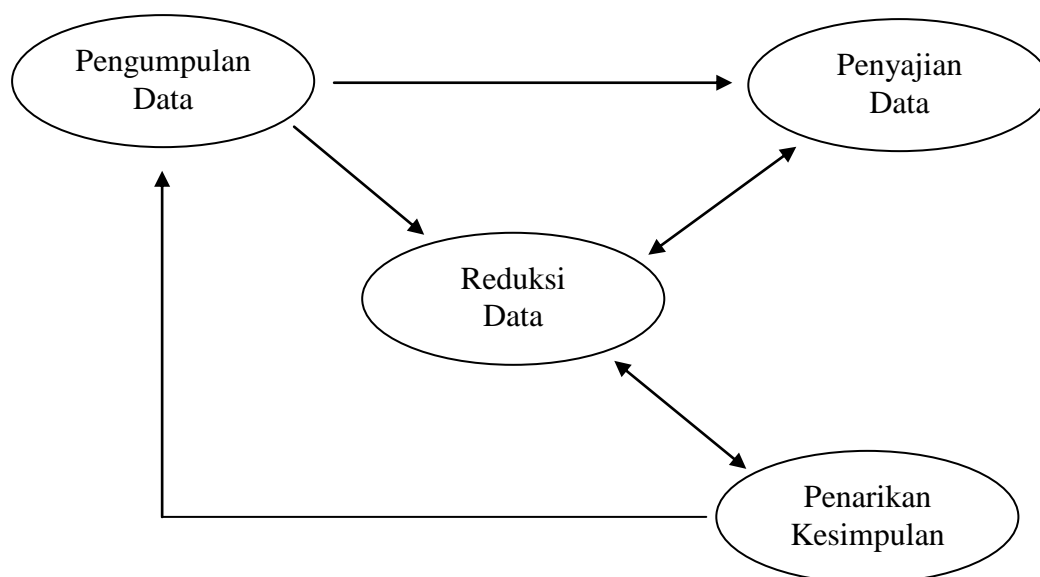 Pengumpulan
Data
Penyajian
Data
Reduksi
Data
Penarikan
Kesimpulan